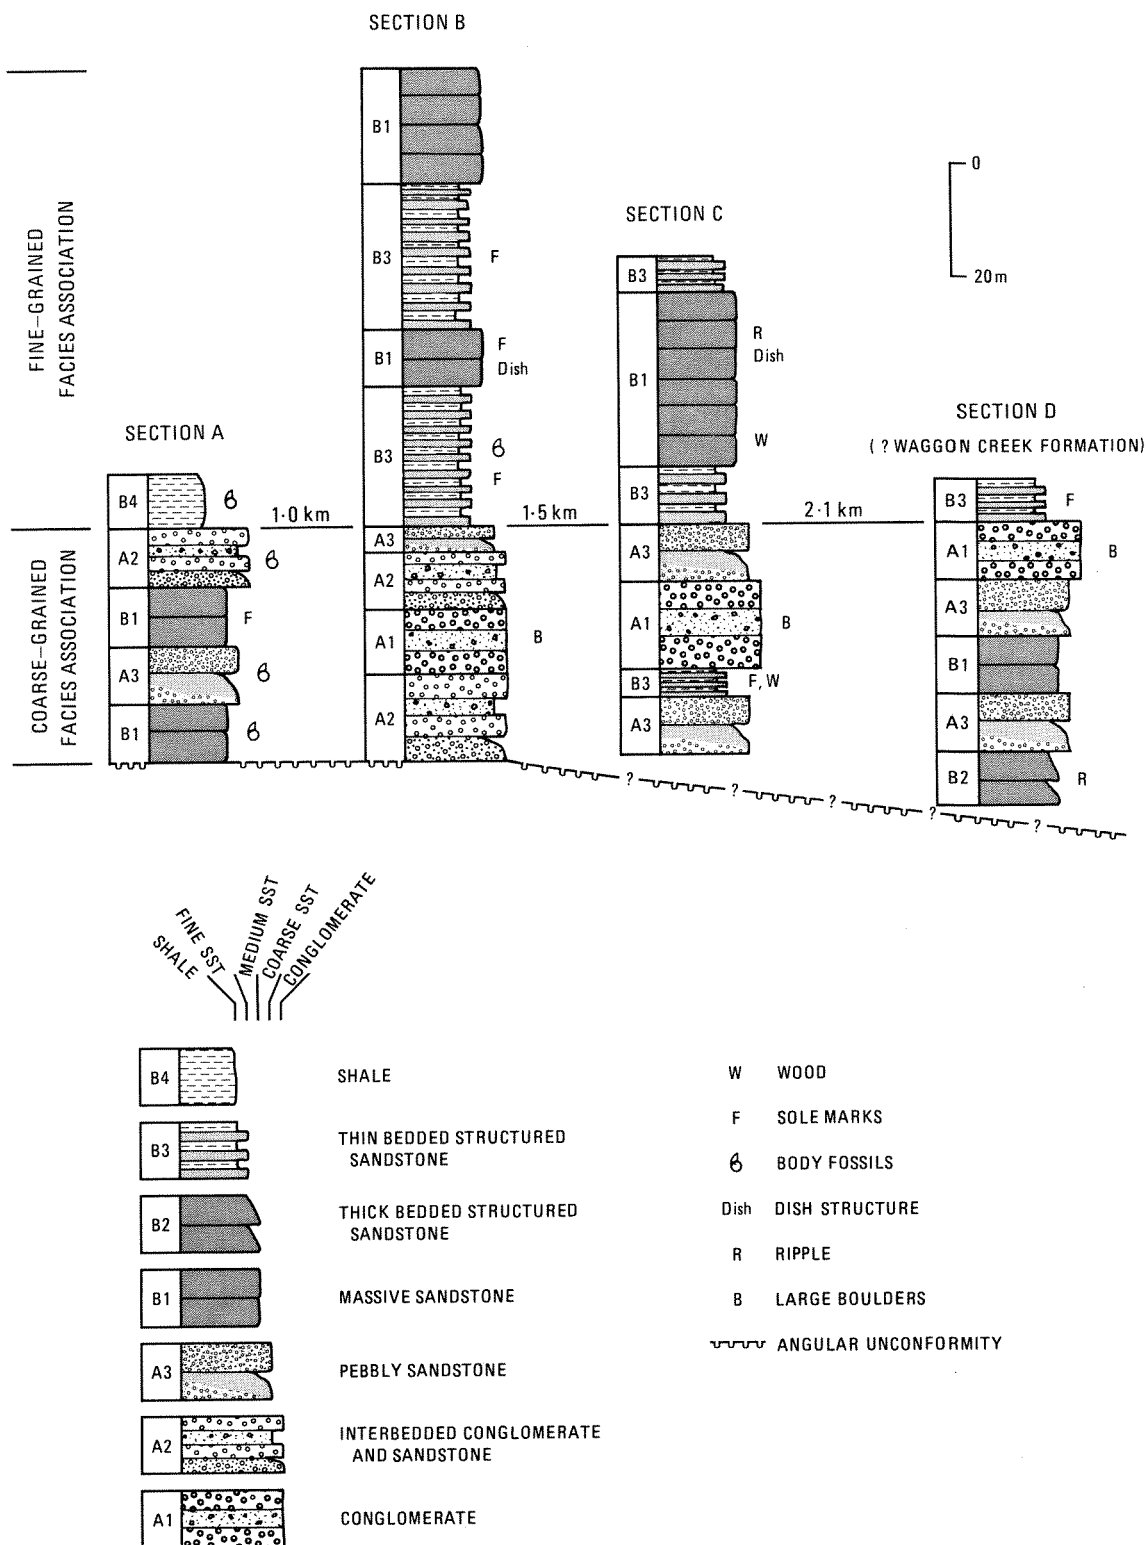 SECTION B
FINE–GRAINED
FACIES ASSOCIATION
COARSE–GRAINED
FACIES ASSOCIATION
SECTION A
B4
A2
B1
A3
B1
1·0 km
B1
B3
F
B1
F
Dish
B3
F
A3
A2
A1
B
A2
1·5 km
SECTION C
B3
B1
R
Dish
W
B3
A3
A1
B
B3
F, W
A3
2·1 km
0
20m
SECTION D
( ? WAGGON CREEK FORMATION)
B3
F
A1
B
A3
B1
A3
B2
R
F
? ? ? ? ?
SHALE
FINE SST
MEDIUM SST
COARSE SST
CONGLOMERATE
B4
SHALE
B3
THIN BEDDED STRUCTURED
SANDSTONE
B2
THICK BEDDED STRUCTURED
SANDSTONE
B1
MASSIVE SANDSTONE
A3
PEBBLY SANDSTONE
A2
INTERBEDDED CONGLOMERATE
AND SANDSTONE
A1
CONGLOMERATE
W WOOD
F SOLE MARKS
BODY FOSSILS
Dish DISH STRUCTURE
R RIPPLE
B LARGE BOULDERS
ANGULAR UNCONFORMITY